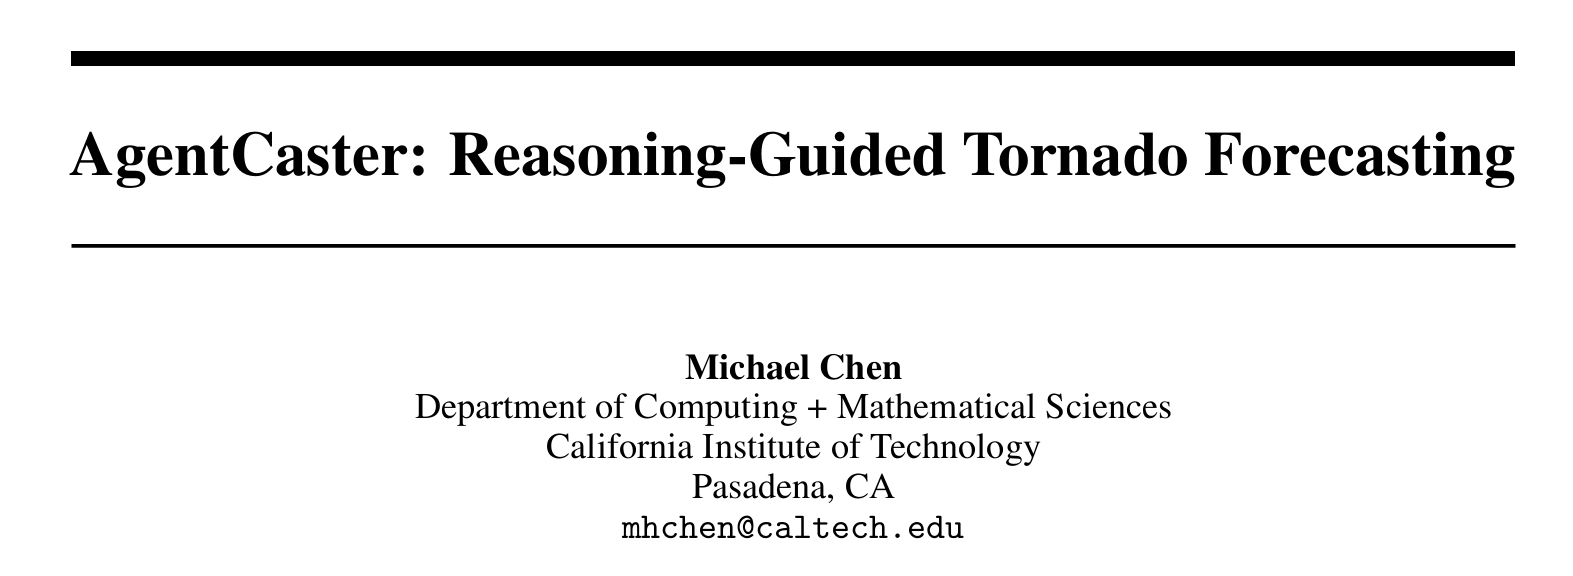 AgentCaster: Reasoning-Guided Tornado Forecasting
Michael Chen
Department of Computing + Mathematical Sciences
California Institute of Technology
Pasadena, CA
mhchen@caltech.edu